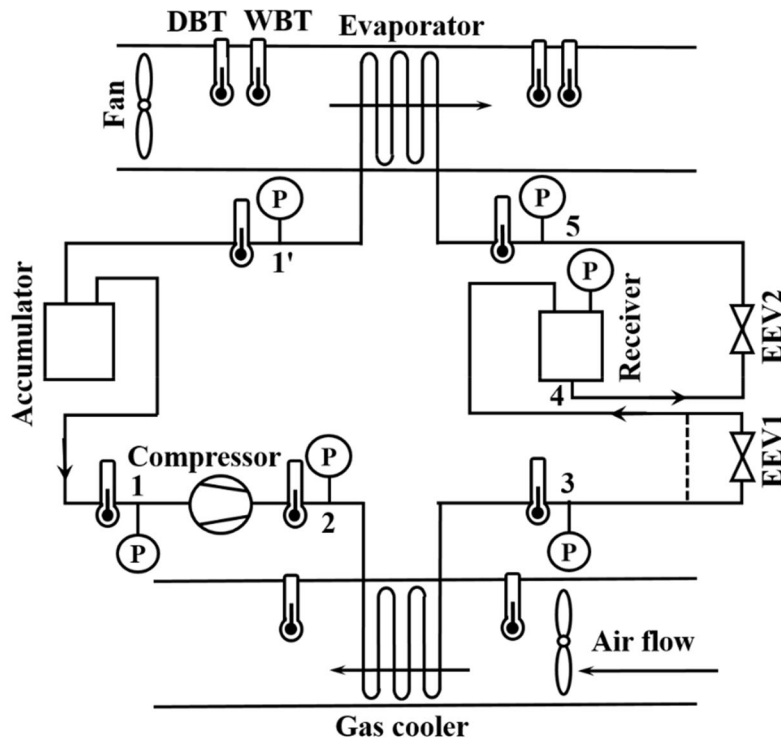 DBT WBT Evaporator
Fan
P
P
1'
5
P
Accumulator
Receiver
EEV2
4
EEV1
Compressor
P
1
2
3
P
P
Air flow
Gas cooler